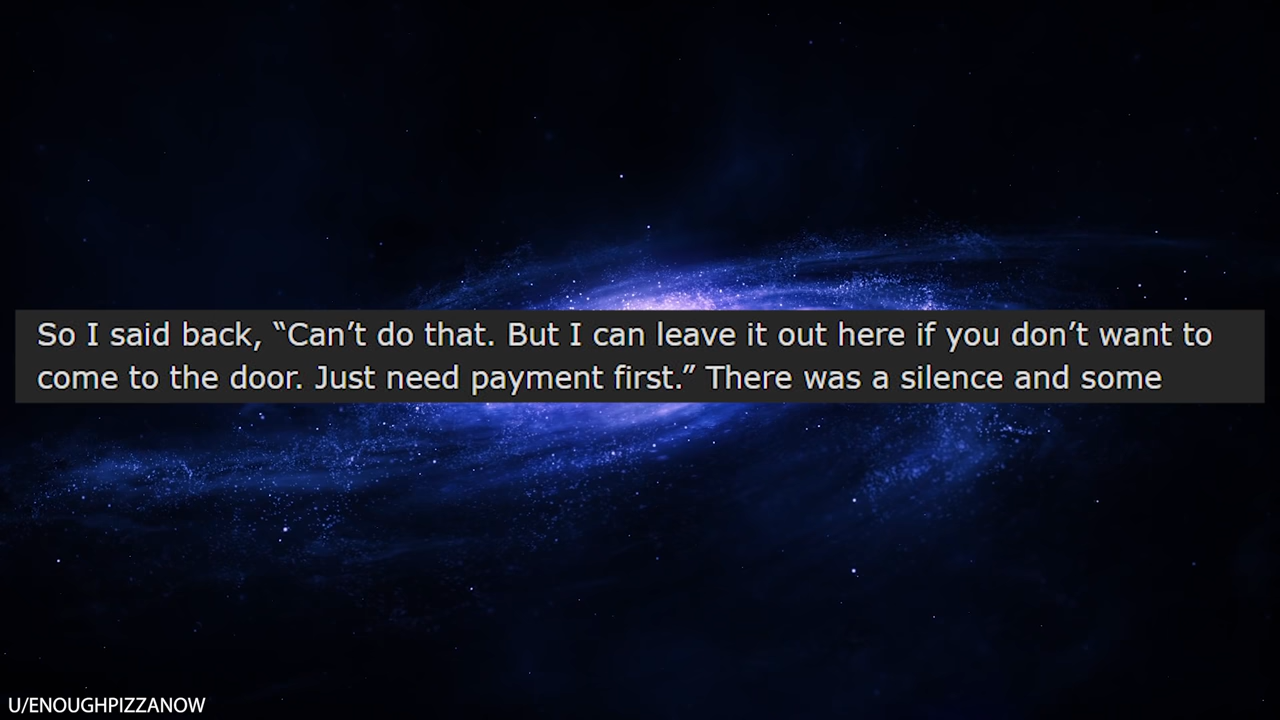 So I said back, “Can’t do that. But I can leave it out here if you don’t want to
come to the door. Just need payment first.” There was a silence and some
U/ENOUGHPIZZANOW